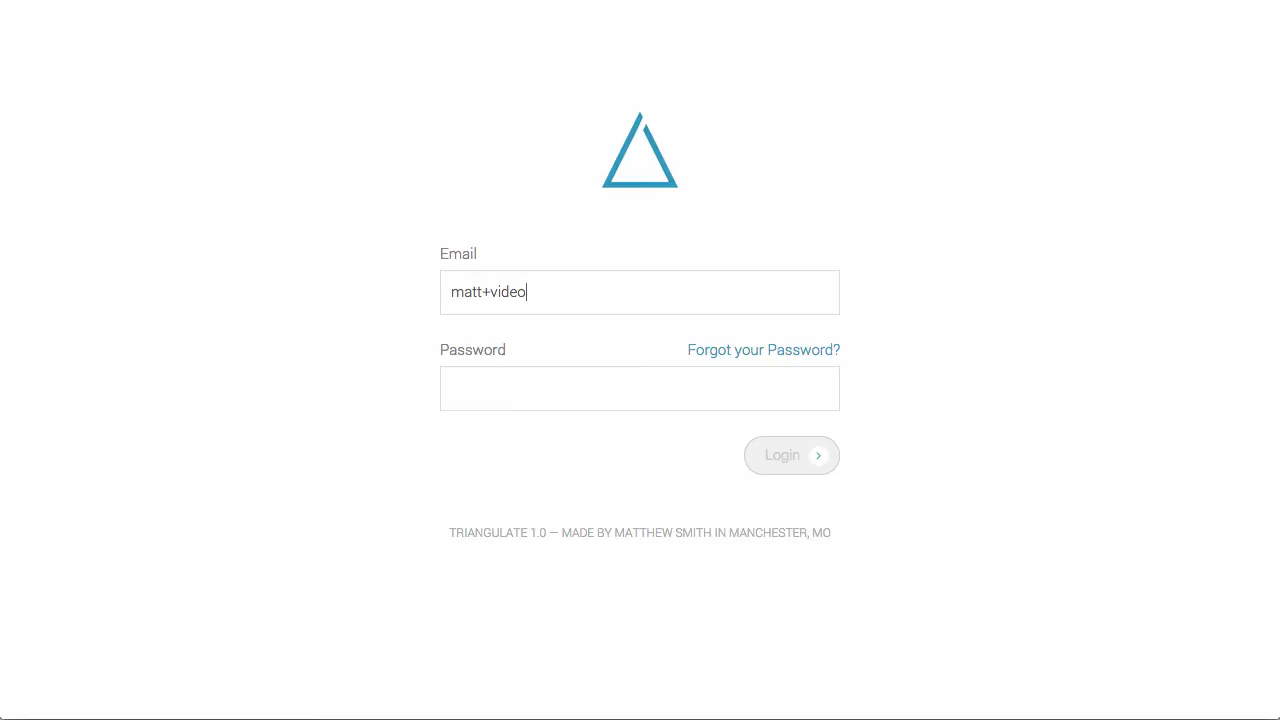 Email
matt+video
Password Forgot your Password?
Login
TRIANGULATE 1.0 — MADE BY MATTHEW SMITH IN MANCHESTER, MO